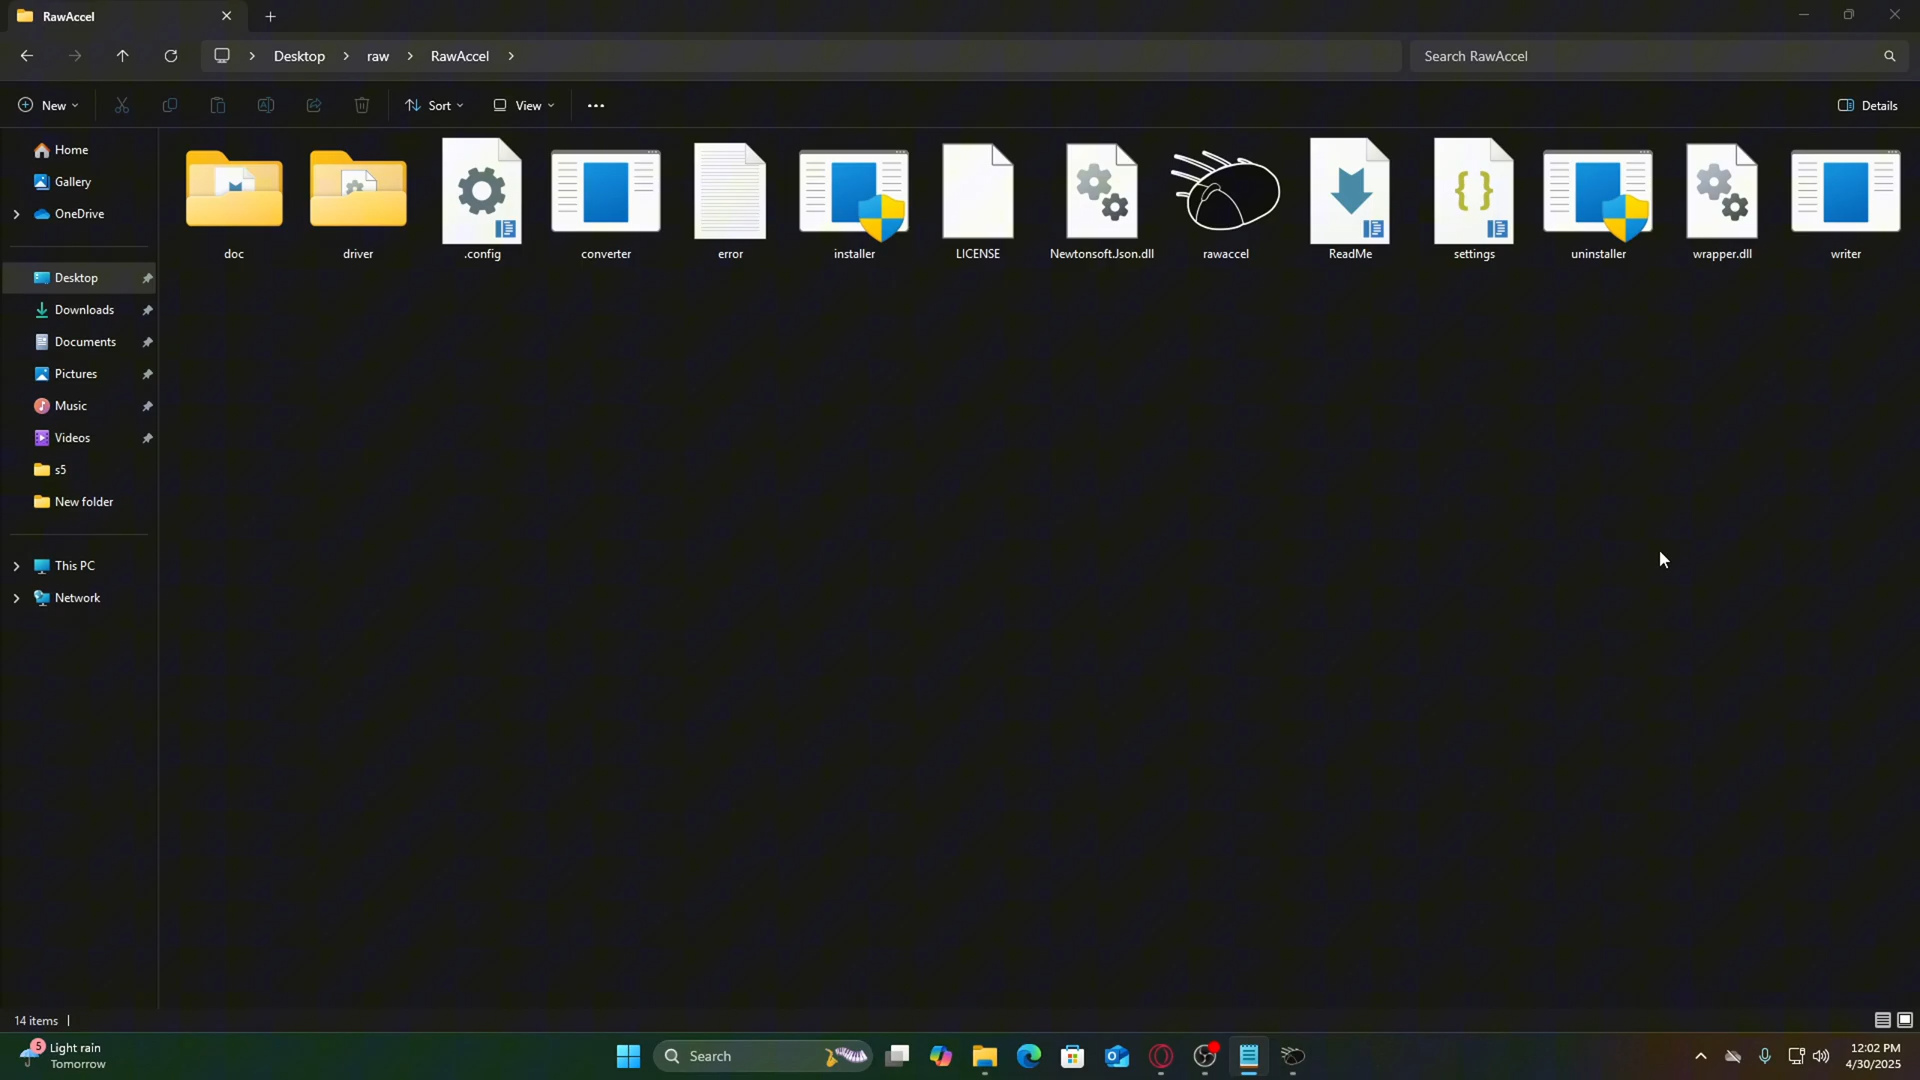 RawAccel
Desktop
raw
RawAccel
Search RawAccel
New
Sort
View
Details
Home
Gallery
OneDrive
Desktop
Downloads
Documents
Pictures
Music
Videos
s5
New folder
This PC
Network
doc
driver
.config
converter
error
installer
LICENSE
Newtonsoft.Json.dll
rawaccel
ReadMe
settings
uninstaller
wrapper.dll
writer
14 items
5
Light rain
Tomorrow
Search
12:02 PM
4/30/2025